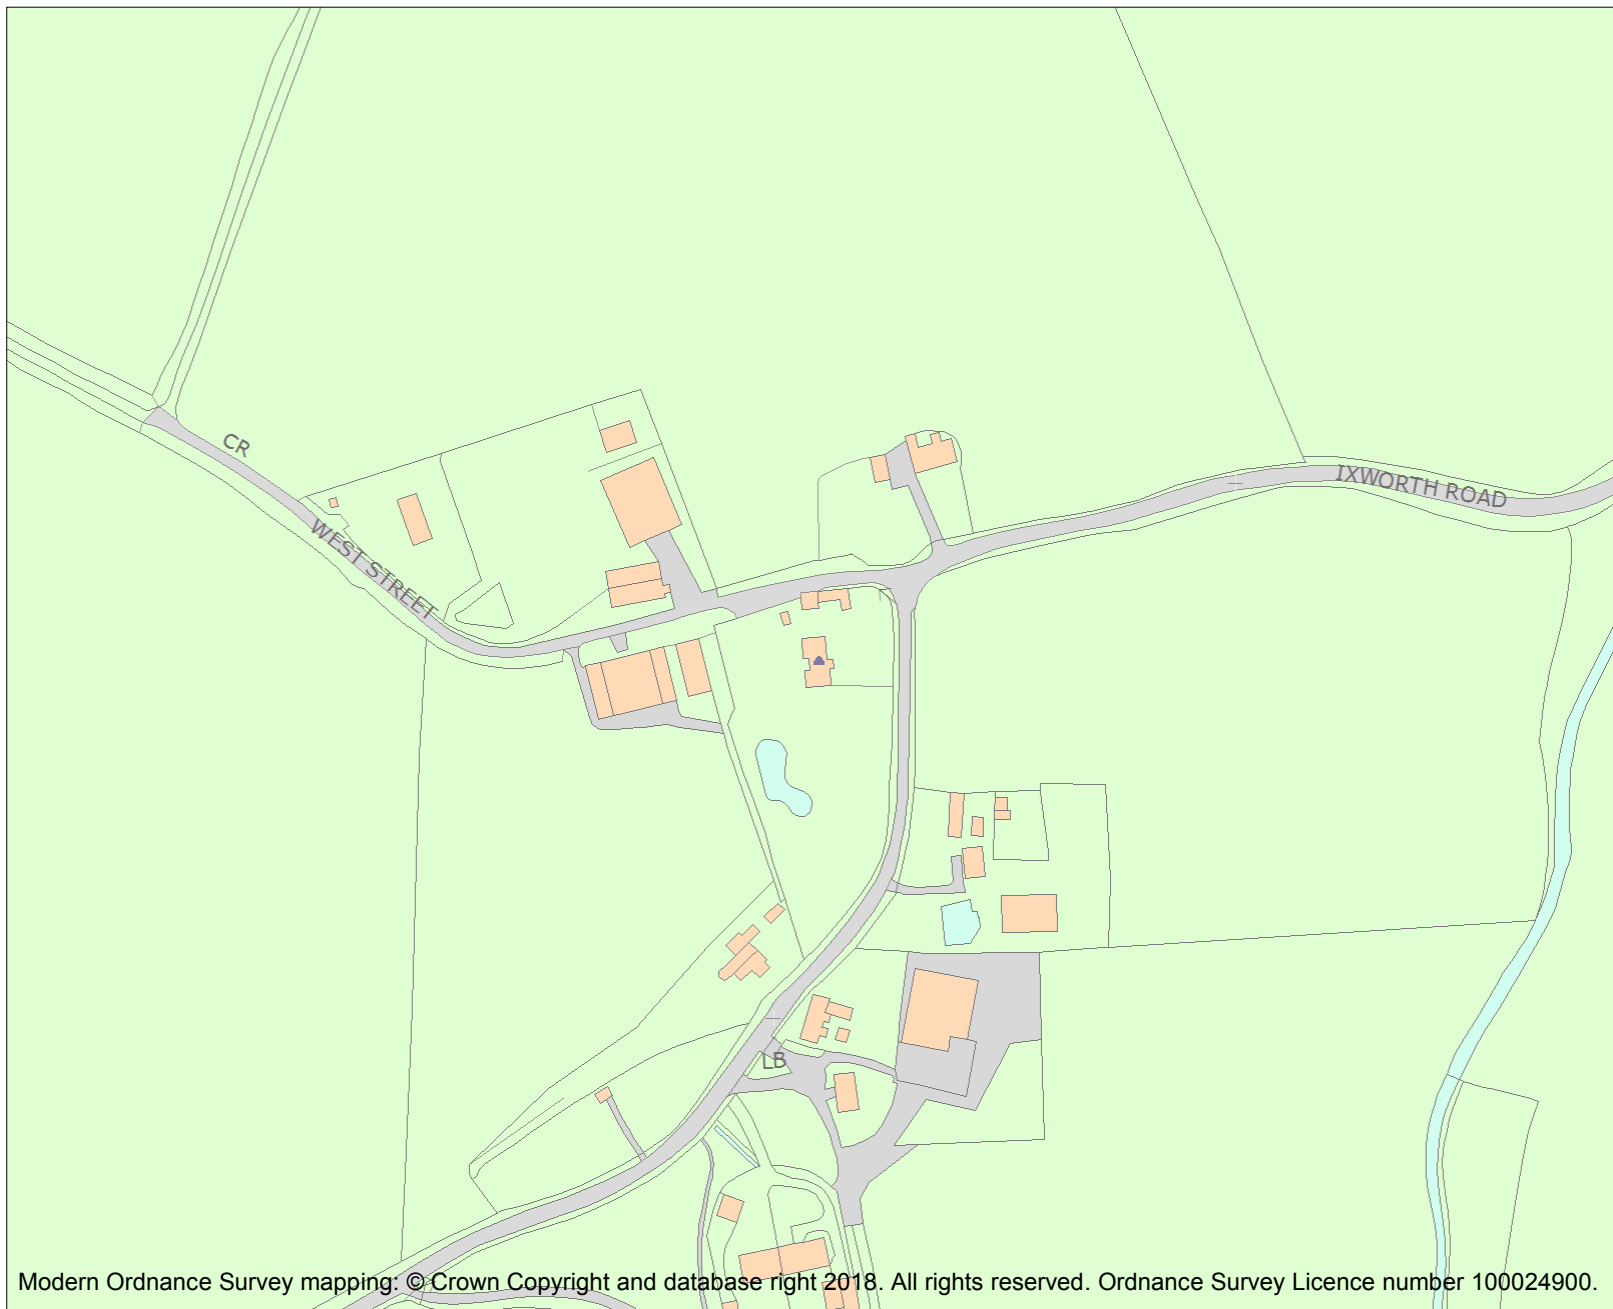 CR
IXWORTH ROAD
WEST STREET
LB
Modern Ordnance Survey mapping: © Crown Copyright and database right 2018. All rights reserved. Ordnance Survey Licence number 100024900.